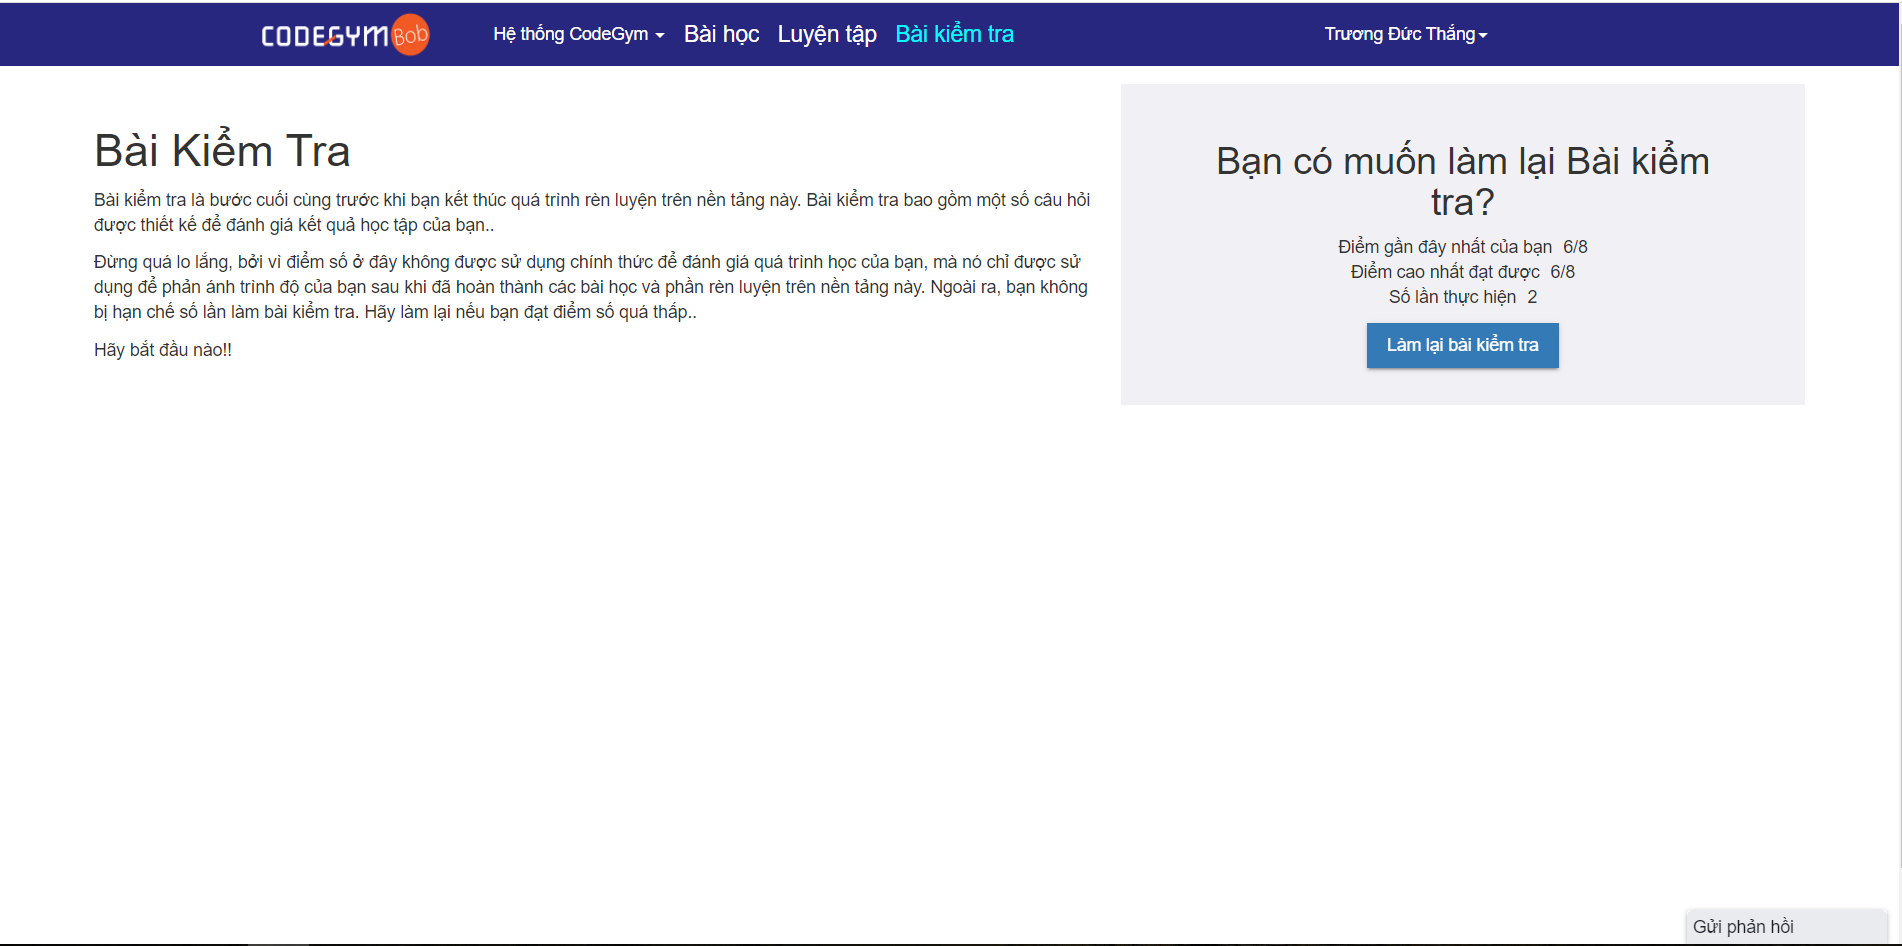 CODEGYM Bob
Hệ thống CodeGym
Bài học
Luyện tập
Bài kiểm tra
Trương Đức Thắng
Bài Kiểm Tra
Bài kiểm tra là bước cuối cùng trước khi bạn kết thúc quá trình rèn luyện trên nền tảng này. Bài kiểm tra bao gồm một số câu hỏi
được thiết kế để đánh giá kết quả học tập của bạn..
Đừng quá lo lắng, bởi vì điểm số ở đây không được sử dụng chính thức để đánh giá quá trình học của bạn, mà nó chỉ được sử
dụng để phản ánh trình độ của bạn sau khi đã hoàn thành các bài học và phần rèn luyện trên nền tảng này. Ngoài ra, bạn không
bị hạn chế số lần làm bài kiểm tra. Hãy làm lại nếu bạn đạt điểm số quá thấp..
Hãy bắt đầu nào!!
Bạn có muốn làm lại Bài kiểm
tra?
Điểm gần đây nhất của bạn 6/8
Điểm cao nhất đạt được 6/8
Số lần thực hiện 2
Làm lại bài kiểm tra
Gửi phản hồi